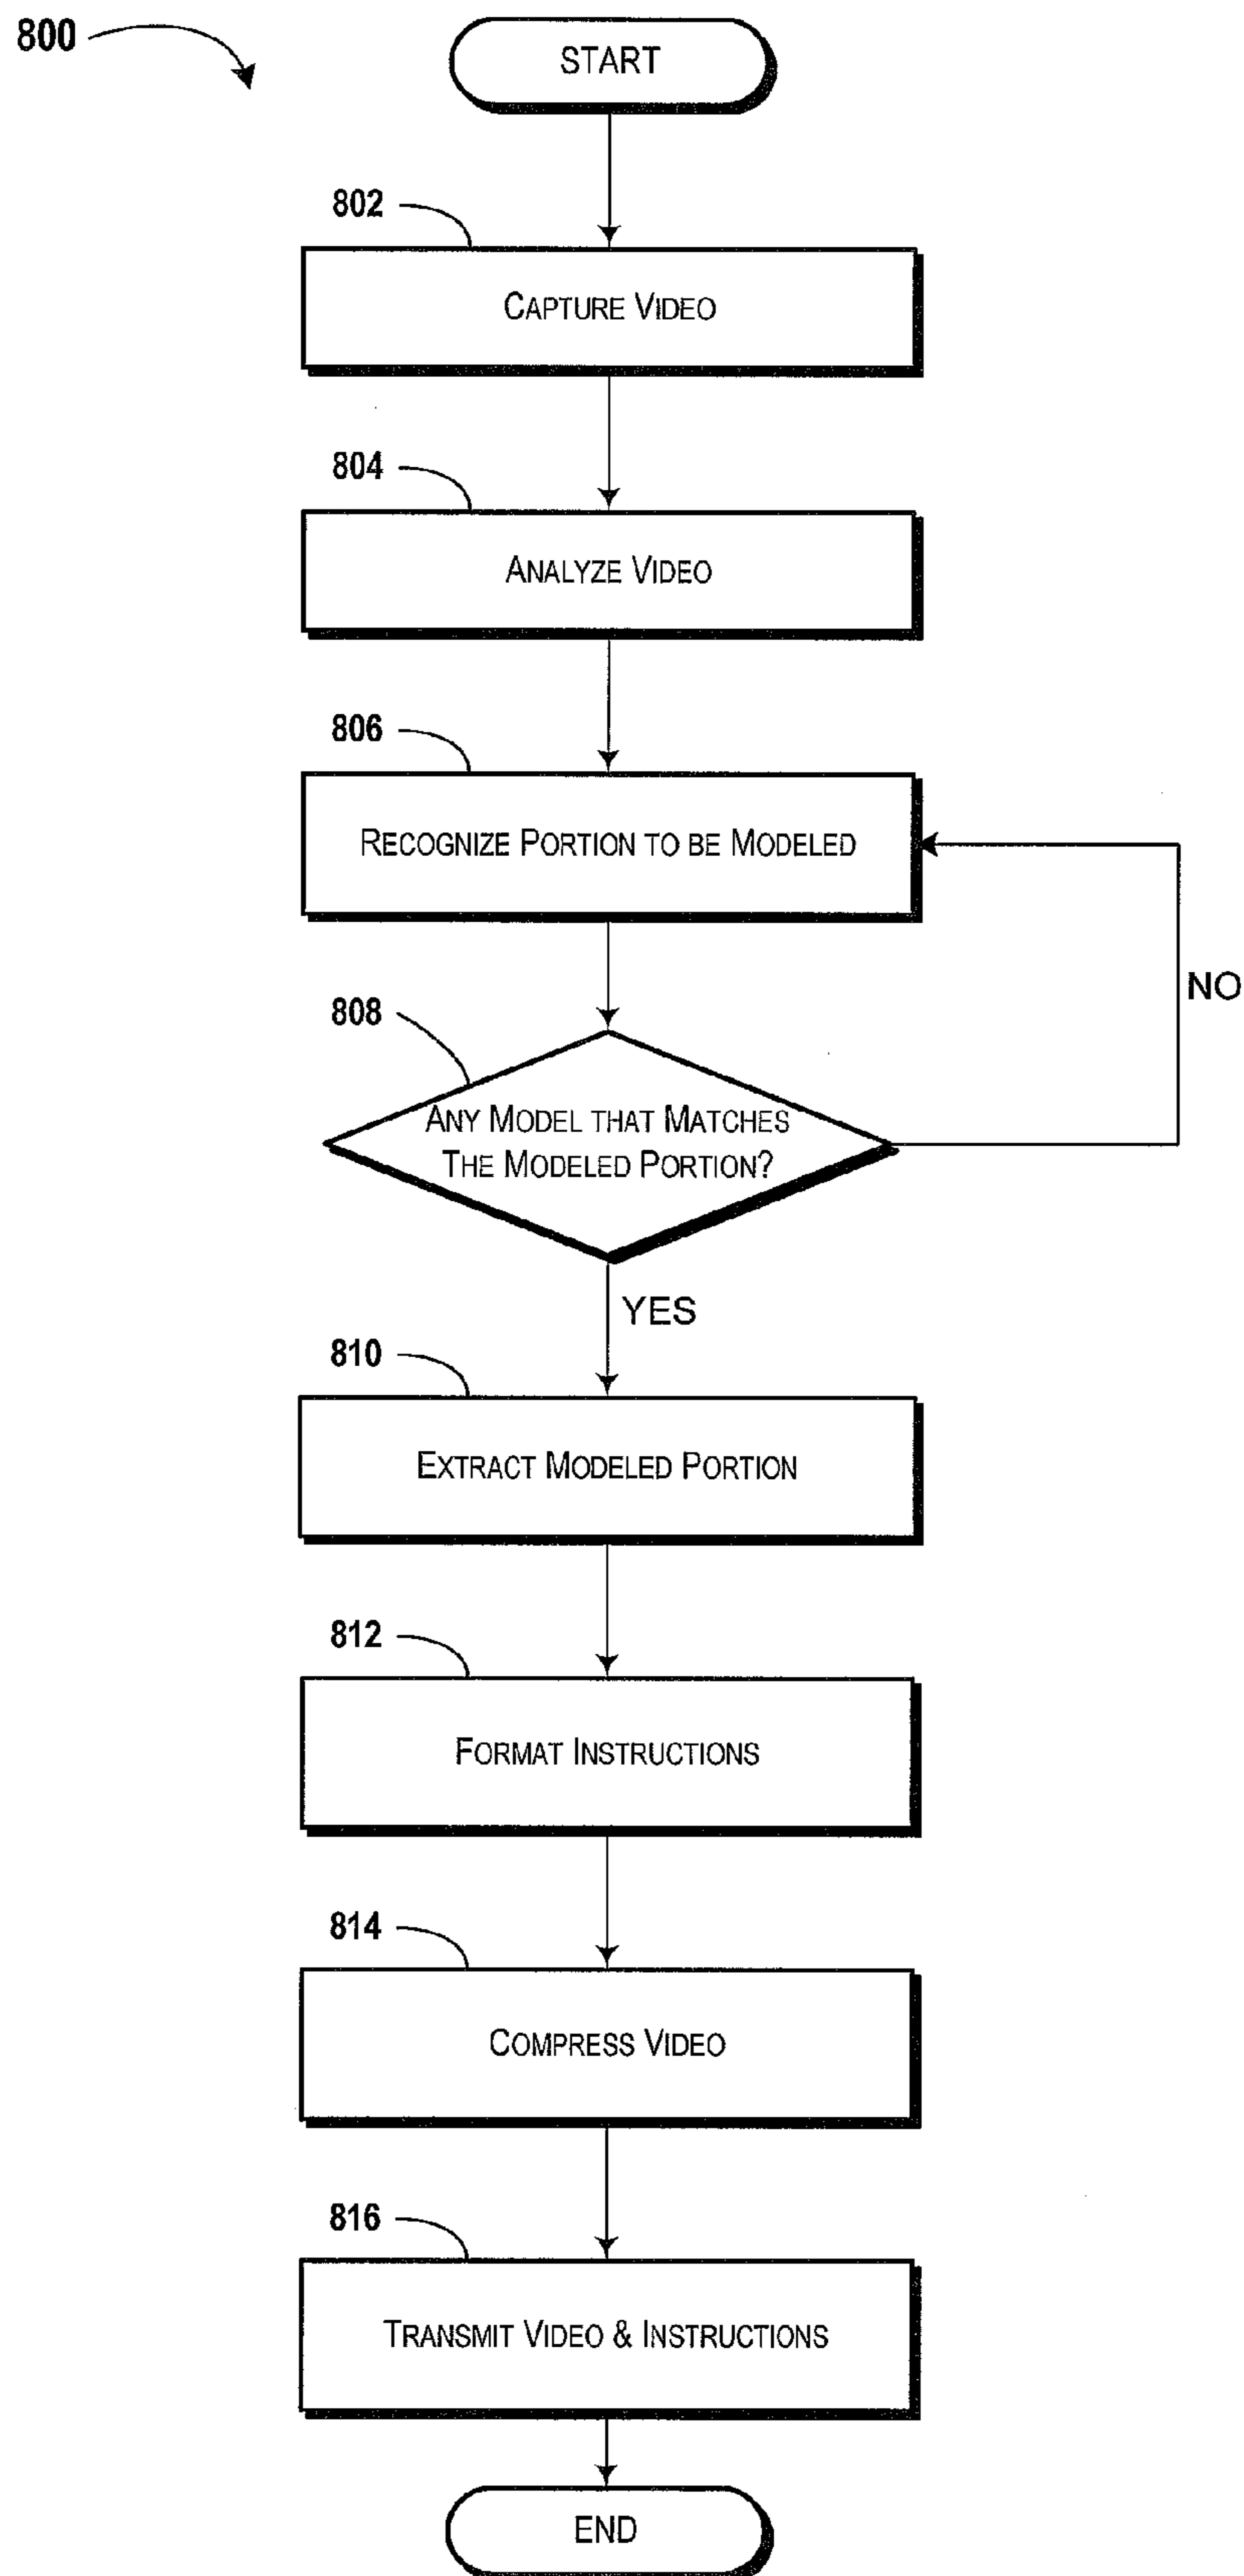 800
START
802
CAPTURE VIDEO
804
ANALYZE VIDEO
806
RECOGNIZE PORTION TO BE MODELED
NO
808
ANY MODEL THAT MATCHES
THE MODELED PORTION?
YES
810
EXTRACT MODELED PORTION
812
FORMAT INSTRUCTIONS
814
COMPRESS VIDEO
816
TRANSMIT VIDEO & INSTRUCTIONS
END